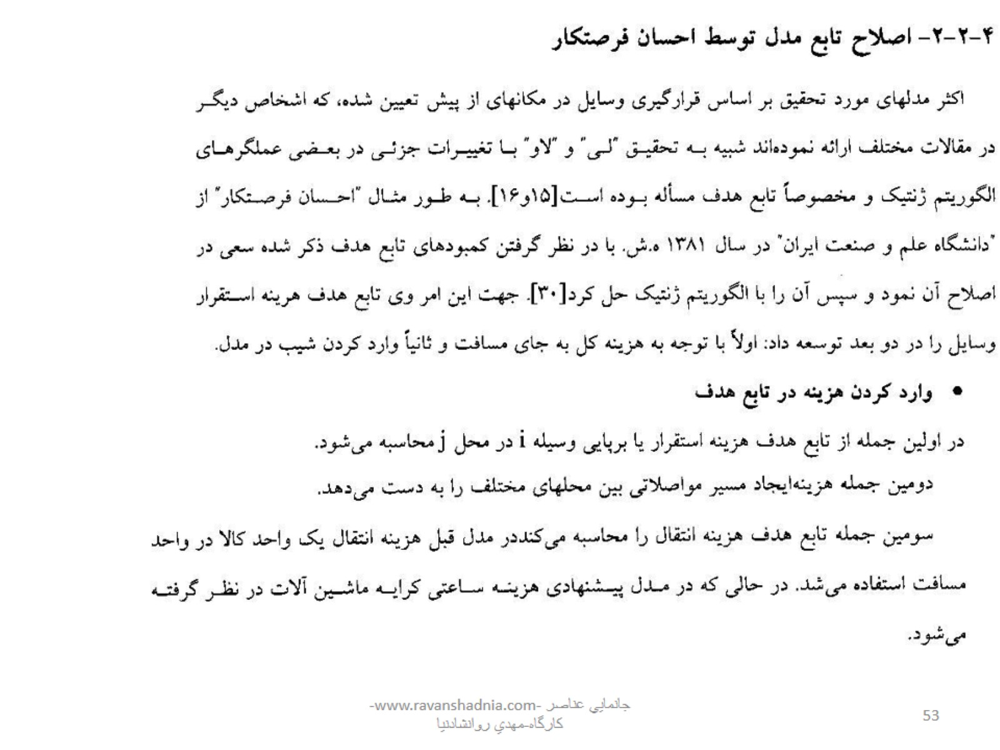 ۴-۲-۲- اصلاح تابع مدل توسط احسان فرصتکار
اکثر مدلهای مورد تحقیق بر اساس قرارگیری وسایل در مکانهای از پیش تعیین شده، که اشخاص دیگر
در مقالات مختلف ارائه نموده‌اند شبیه به تحقیق "لی" و "لاو" با تغییرات جزئی در بعضی عملگرهای
الگوریتم ژنتیک و مخصوصاً تابع هدف مسأله بوده است[۱۵و۱۶]. به طور مثال "احسان فرصتکار" از
"دانشگاه علم و صنعت ایران" در سال ۱۳۸۱ ه.ش. با در نظر گرفتن کمبودهای تابع هدف ذکر شده سعی در
اصلاح آن نمود و سپس آن را با الگوریتم ژنتیک حل کرد[۳۰]. جهت این امر وی تابع هدف هرینه استقرار
وسایل را در دو بعد توسعه داد: اولاً با توجه به هزینه کل به جای مسافت و ثانیاً وارد کردن شیب در مدل.
• وارد کردن هزینه در تابع هدف
در اولین جمله از تابع هدف هزینه استقرار یا برپایی وسیله i در محل j محاسبه می‌شود.
دومین جمله هزینه‌ایجاد مسیر مواصلاتی بین محلهای مختلف را به دست می‌دهد.
سومین جمله تابع هدف هزینه انتقال را محاسبه می‌کنددر مدل قبل هزینه انتقال یک واحد کالا در واحد
مسافت استفاده می‌شد. در حالی که در مدل پیشنهادی هزینه ساعتی کرایه ماشین آلات در نظر گرفته
می‌شود.
جانمايي عناصر -www.ravanshadnia.com-
كارگاه-مهدي روانشادنيا
53